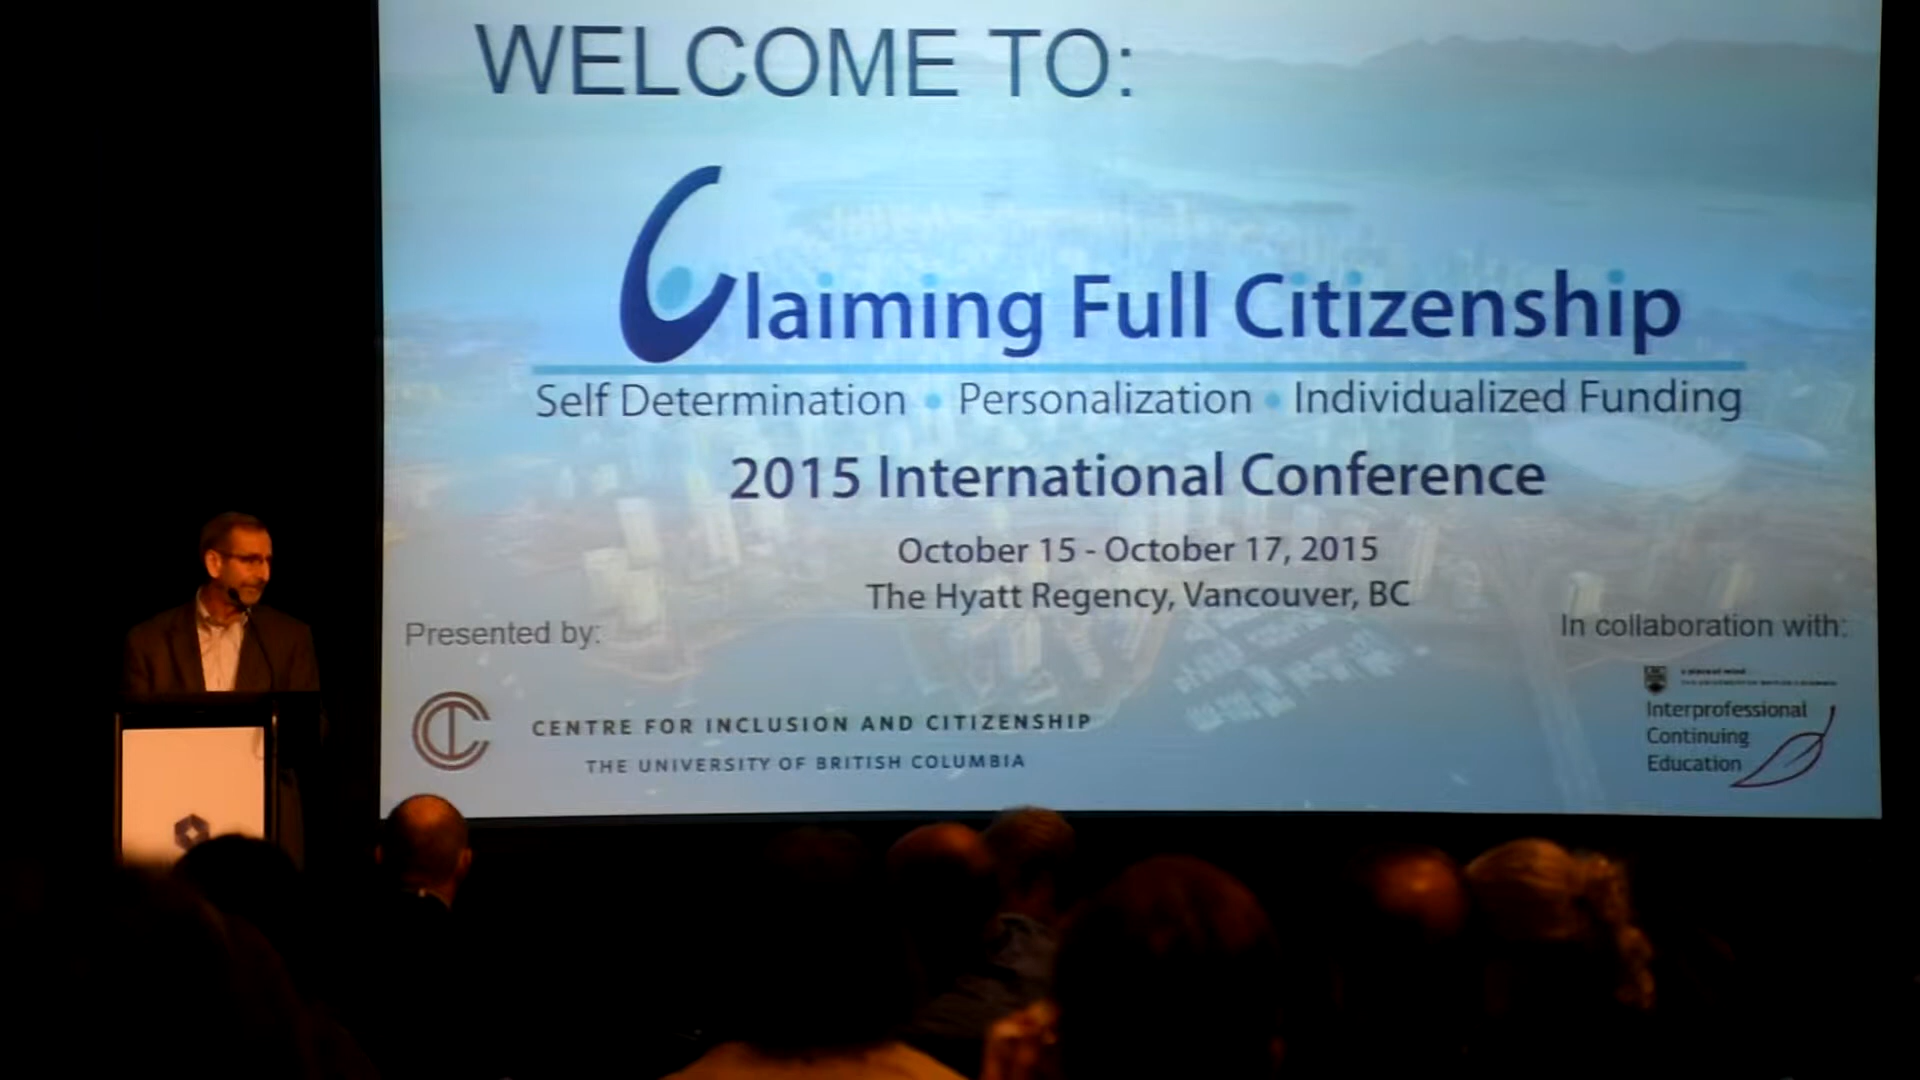 WELCOME TO:
Claiming Full Citizenship
Self Determination • Personalization • Individualized Funding
2015 International Conference
October 15 - October 17, 2015
The Hyatt Regency, Vancouver, BC
Presented by:
CENTRE FOR INCLUSION AND CITIZENSHIP
THE UNIVERSITY OF BRITISH COLUMBIA
In collaboration with:
Interprofessional
Continuing
Education